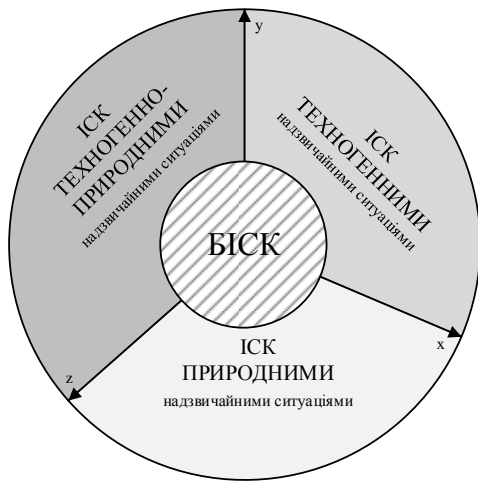 y
ІСК
ТЕХНОГЕННО-
ПРИРОДНИМИ
надзвичайними ситуаціями
ІСК
ТЕХНОГЕННИМИ
надзвичайними ситуаціями
БІСК
x
ІСК
ПРИРОДНИМИ
надзвичайними ситуаціями
z